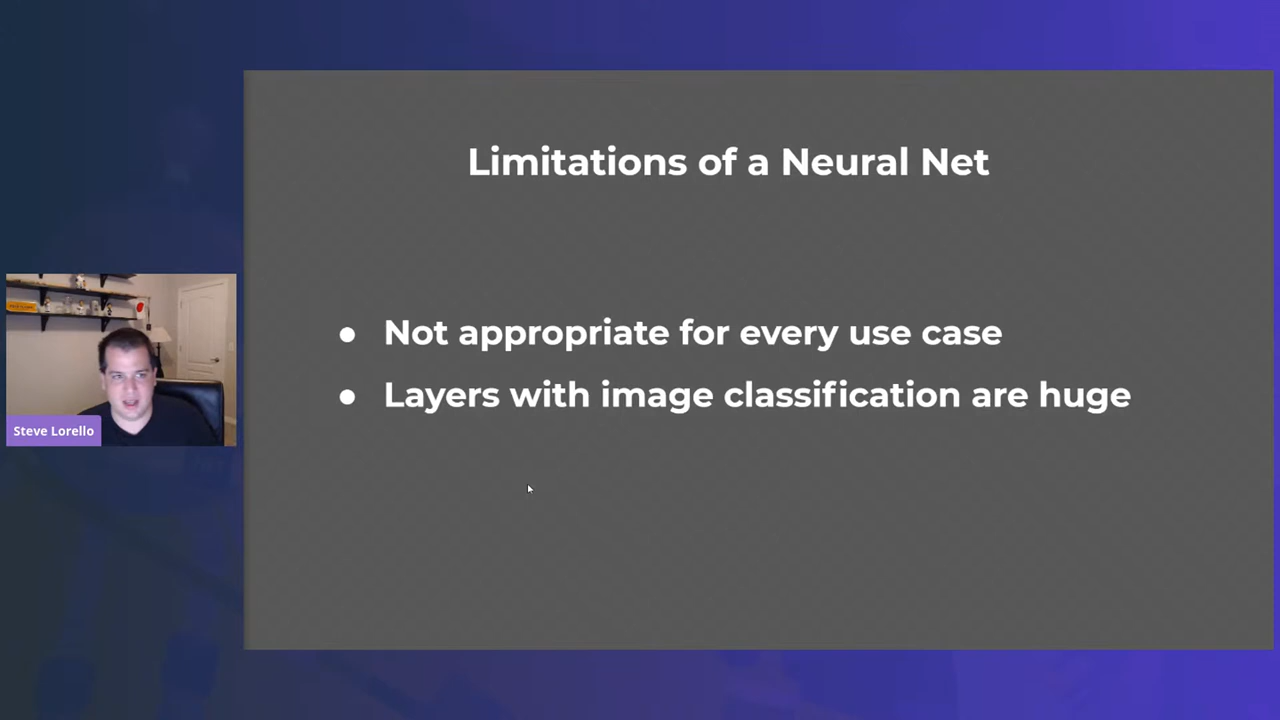 Limitations of a Neural Net
● Not appropriate for every use case
● Layers with image classification are huge
Steve Lorello